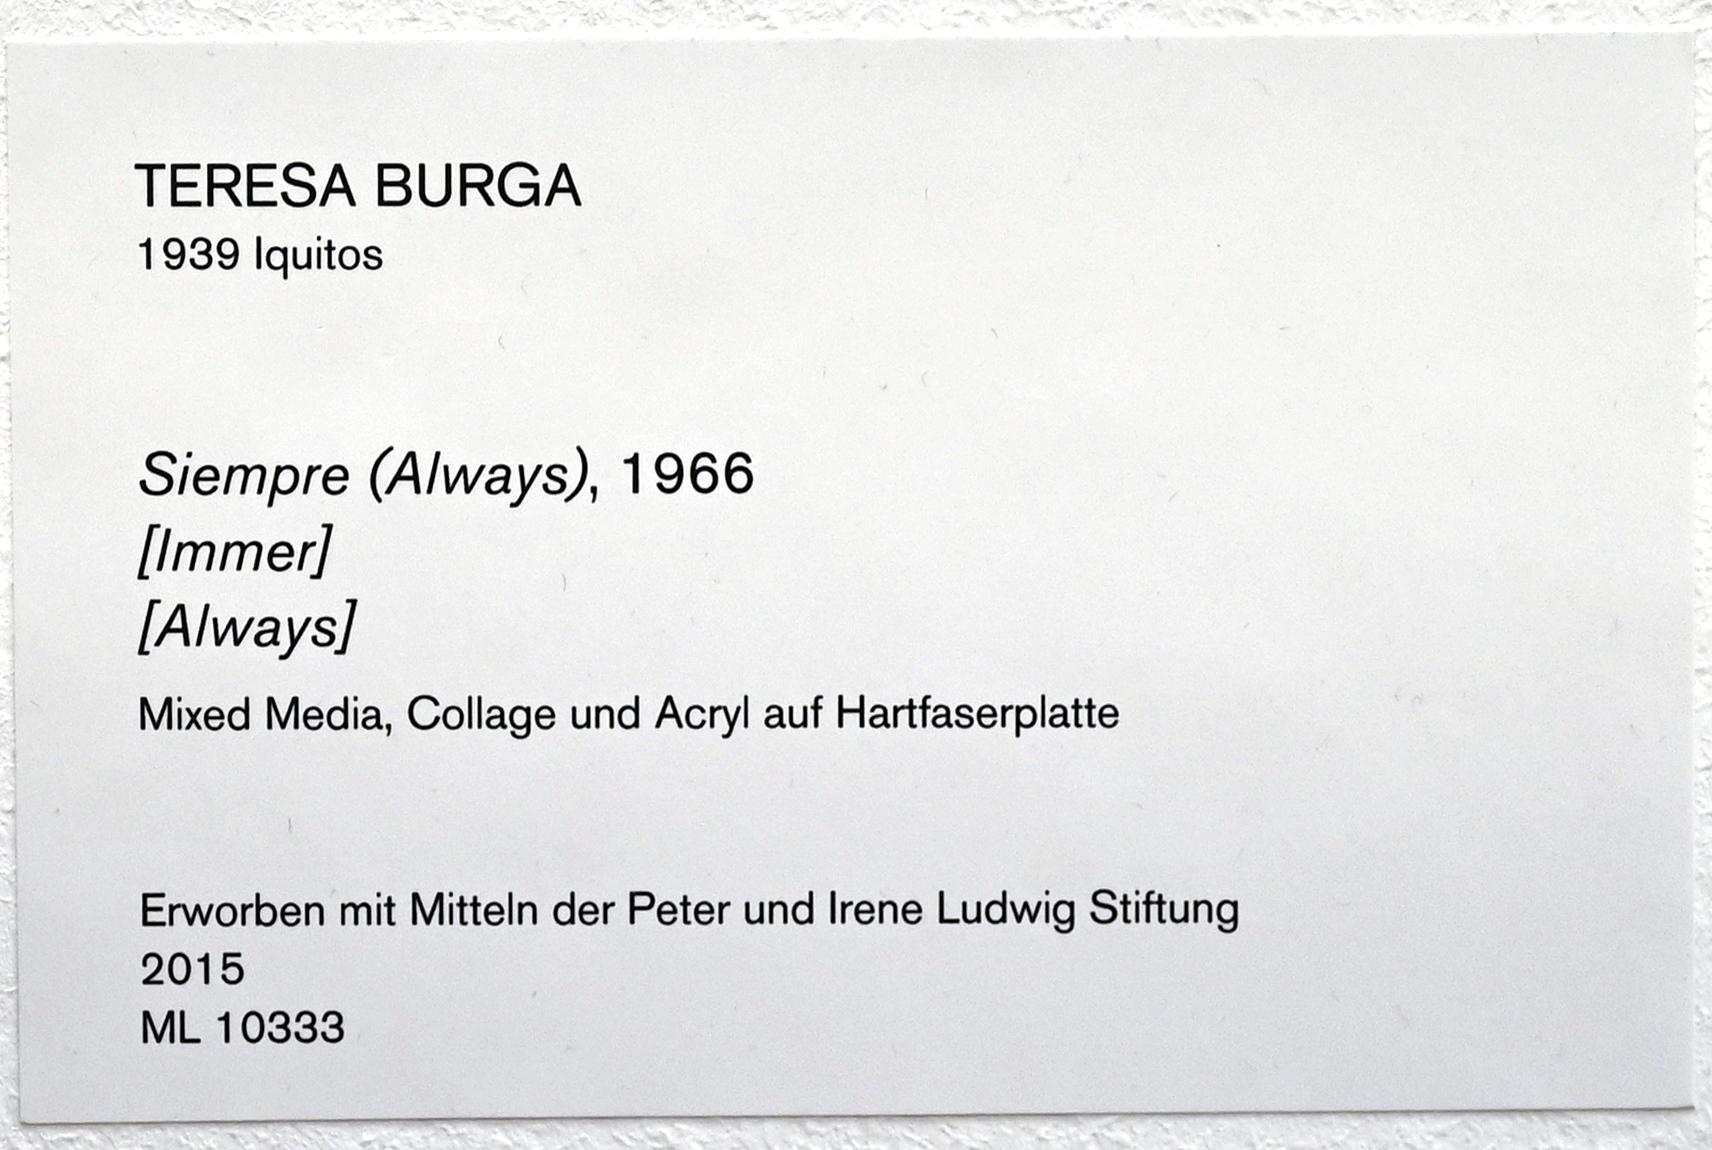 TERESA BURGA
1939 Iquitos
Siempre (Always), 1966
[Immer]
[Always]
Mixed Media, Collage und Acryl auf Hartfaserplatte
Erworben mit Mitteln der Peter und Irene Ludwig Stiftung
2015
ML 10333